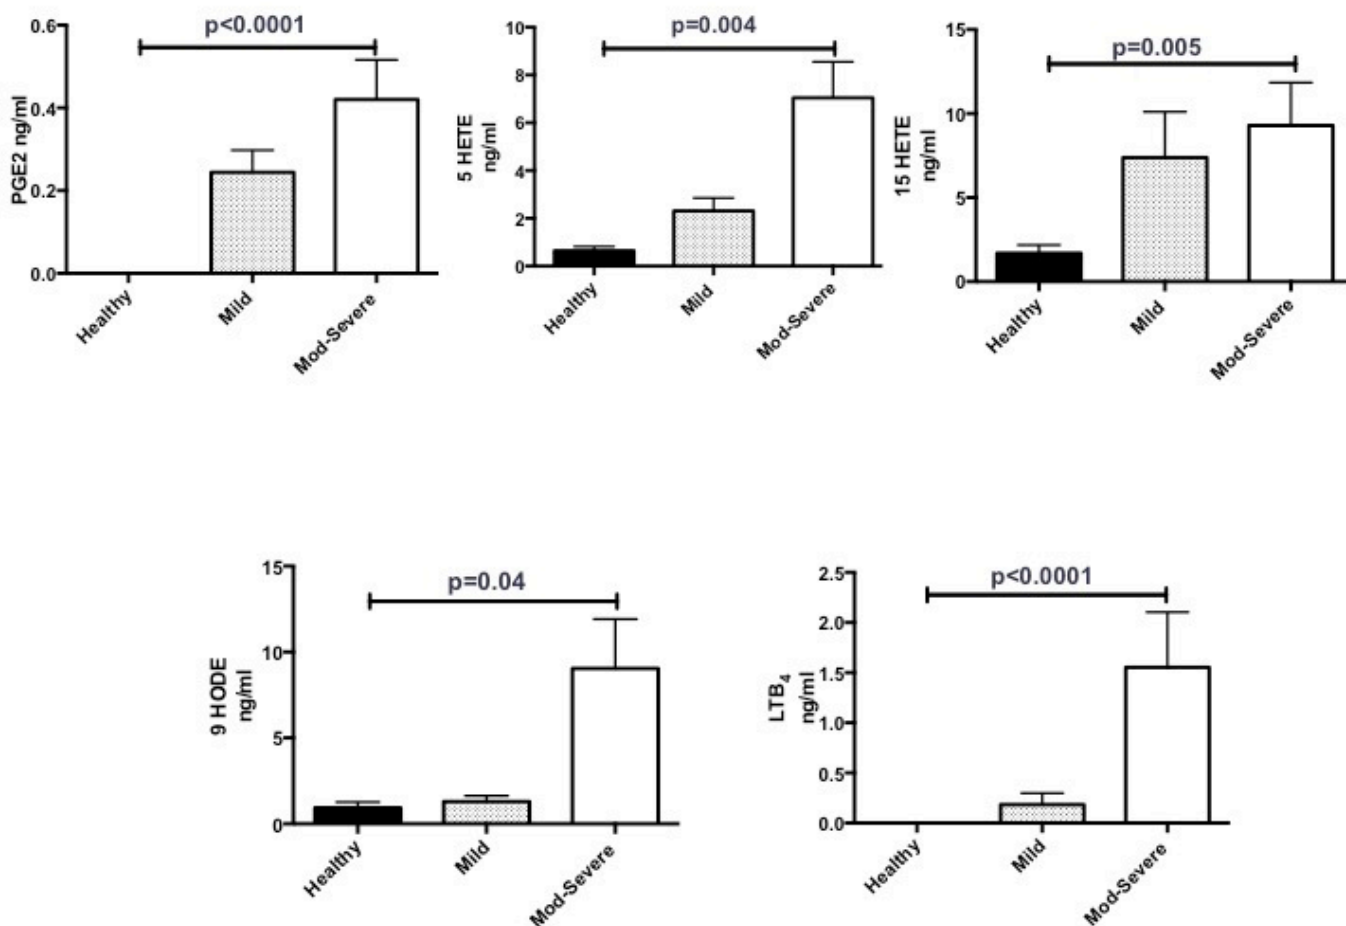 p<0.0001
PGE2 ng/ml
0.6
0.4
0.2
0.0
Healthy
Mild
Mod-Severe
p=0.004
5 HETE
ng/ml
10
8
6
4
2
0
Healthy
Mild
Mod-Severe
p=0.005
15 HETE
ng/ml
15
10
5
0
Healthy
Mild
Mod-Severe
p=0.04
9 HODE
ng/ml
15
10
5
0
Healthy
Mild
Mod-Severe
p<0.0001
LTB4
ng/ml
2.5
2.0
1.5
1.0
0.5
0.0
Healthy
Mild
Mod-Severe